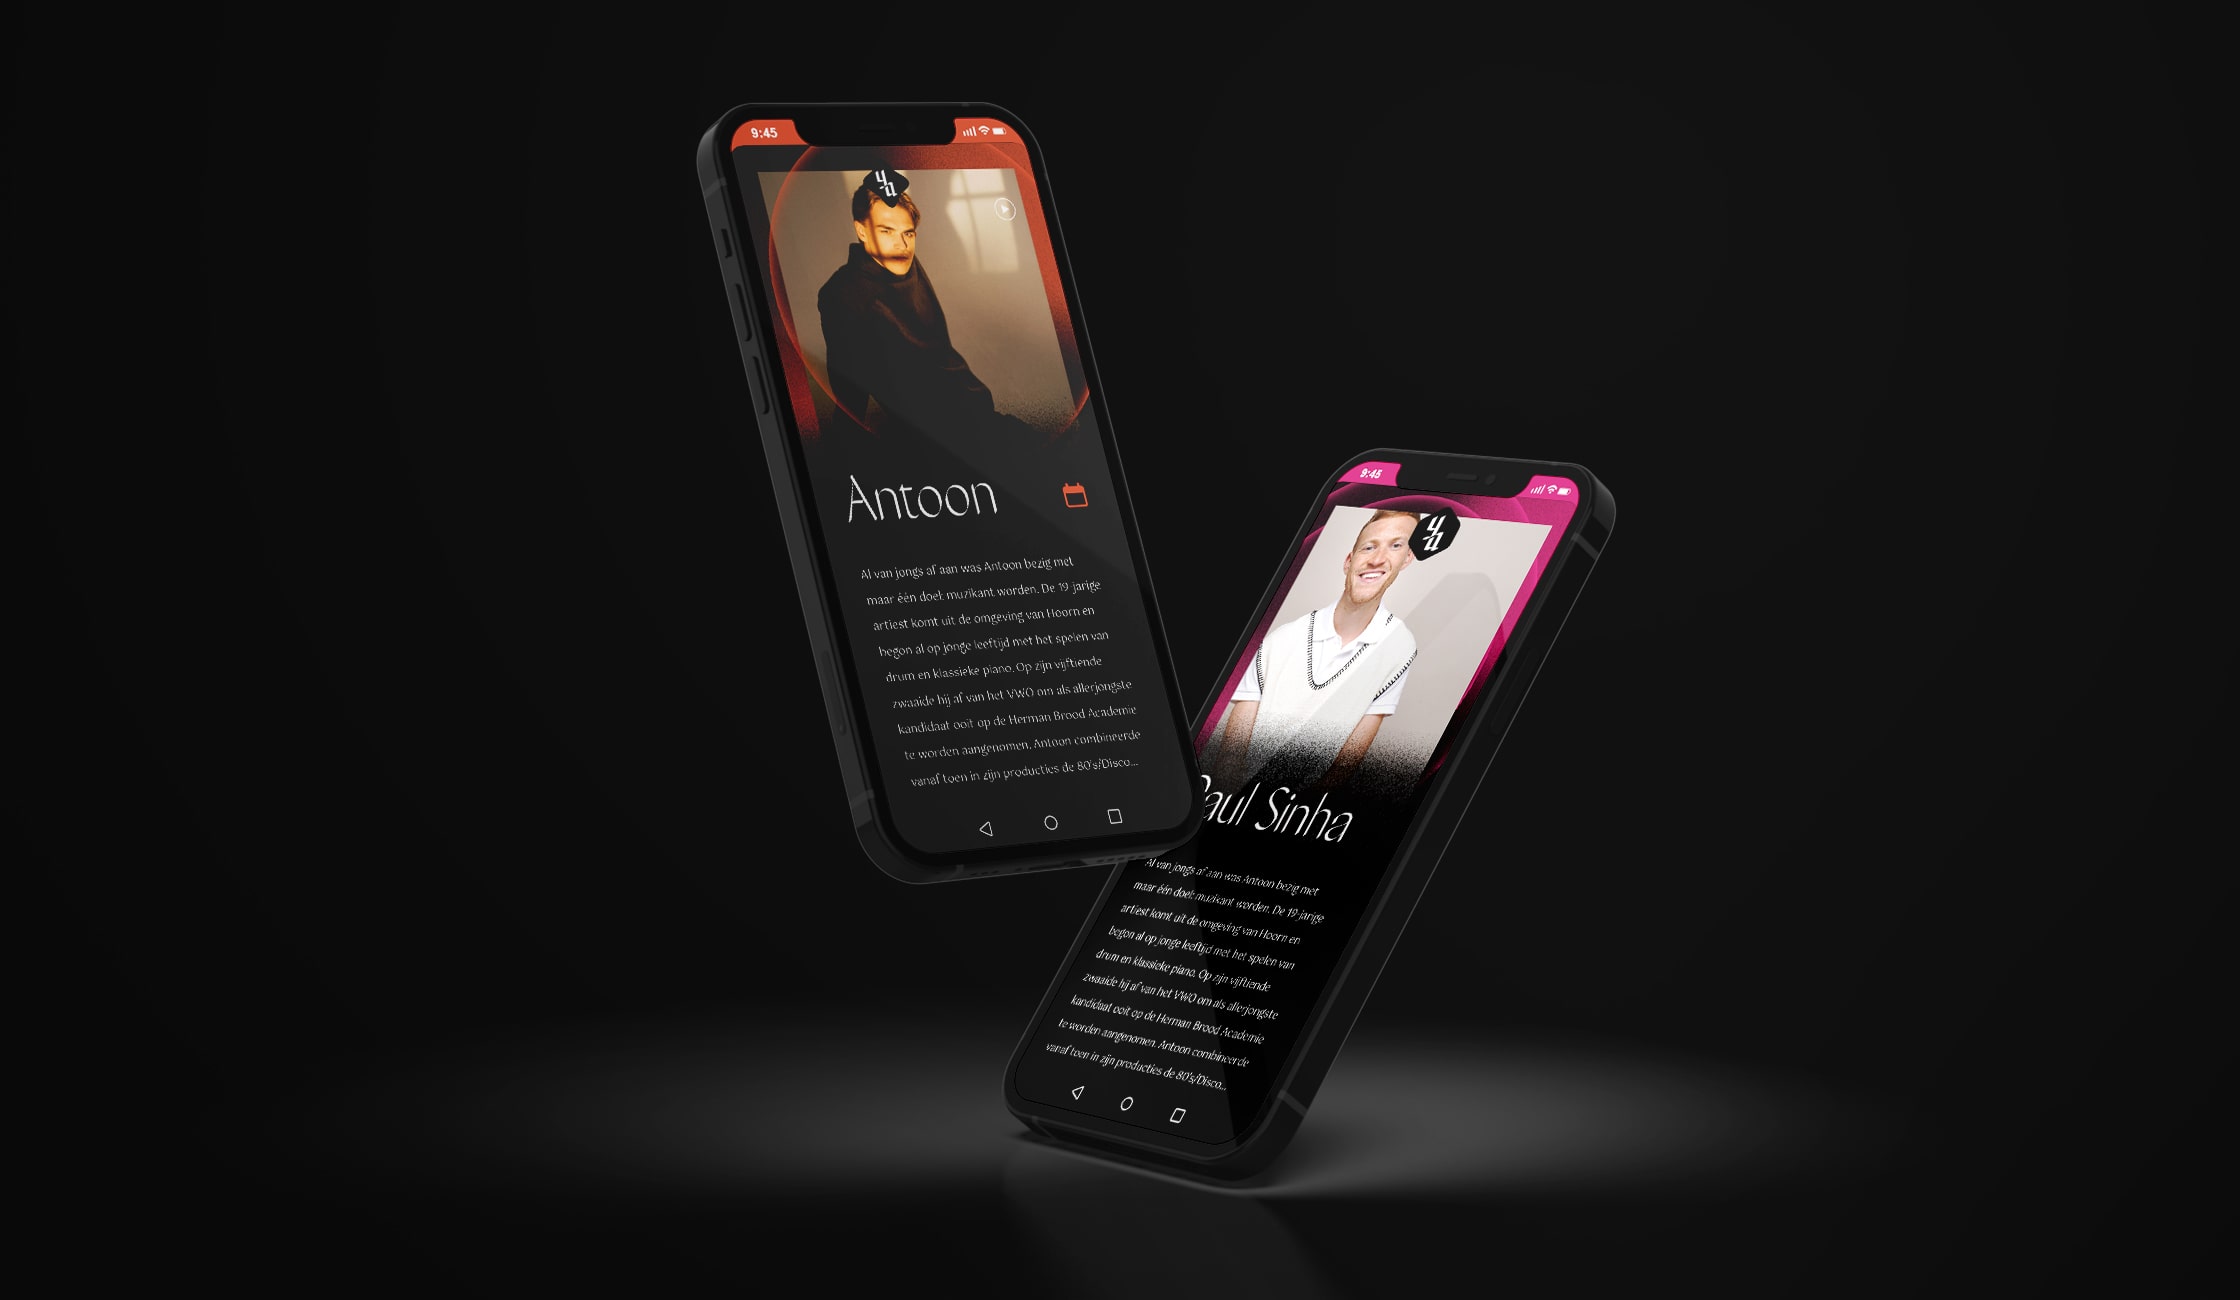 9:45
ya
Antoon
Al van jongs af aan was Antoon bezig met
maar één doel: muzikant worden. De 19-jarige
artiest komt uit de omgeving van Hoorn en
begon al op jonge leeftijd met het spelen van
drum en klassieke piano. Op zijn vijftiende
zwaaide hij af van het VWO om als allerjongste
kandidaat ooit op de Herman Brood Academie
te worden aangenomen. Antoon combineerde
vanaf toen in zijn producties de 80's/Disco...
9:45
ya
Paul Sinha
Al van jongs af aan was Antoon bezig met
maar één doel: muzikant worden. De 19-jarige
artiest komt uit de omgeving van Hoorn en
begon al op jonge leeftijd met het spelen van
drum en klassieke piano. Op zijn vijftiende
zwaaide hij af van het VWO om als allerjongste
kandidaat ooit op de Herman Brood Academie
te worden aangenomen. Antoon combineerde
vanaf toen in zijn producties de 80's/Disco...